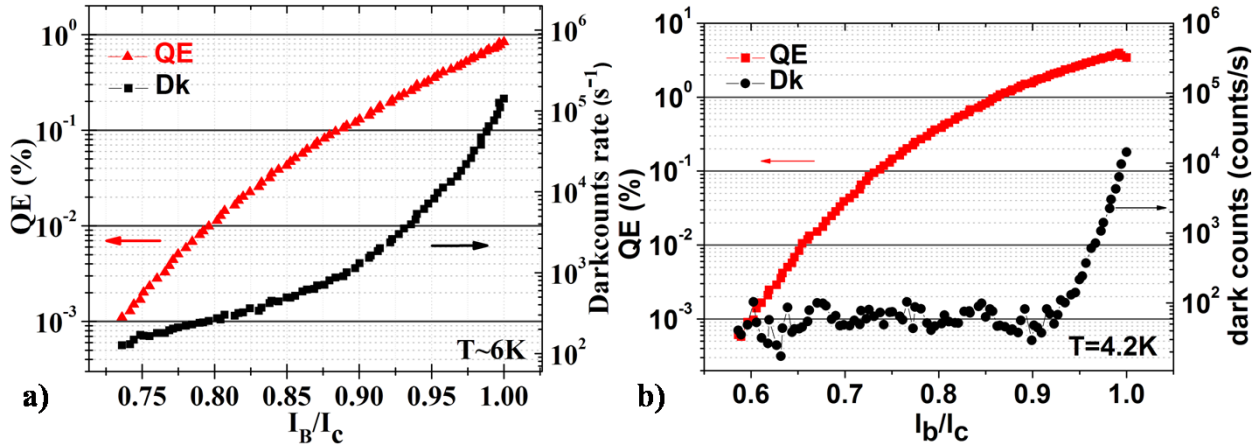 QE
Dk
10^0
10^-1
10^-2
10^-3
QE (%)
10^5
10^4
10^3
10^2
Darkcounts rate (s^-1)
T~6K
0.75 0.80 0.85 0.90 0.95 1.00
I_B/I_c
a)
QE
Dk
10^1
10^0
10^-1
10^-2
10^-3
QE (%)
10^6
10^5
10^4
10^3
10^2
dark counts (counts/s)
T=4.2K
0.6 0.7 0.8 0.9 1.0
I_b/I_c
b)